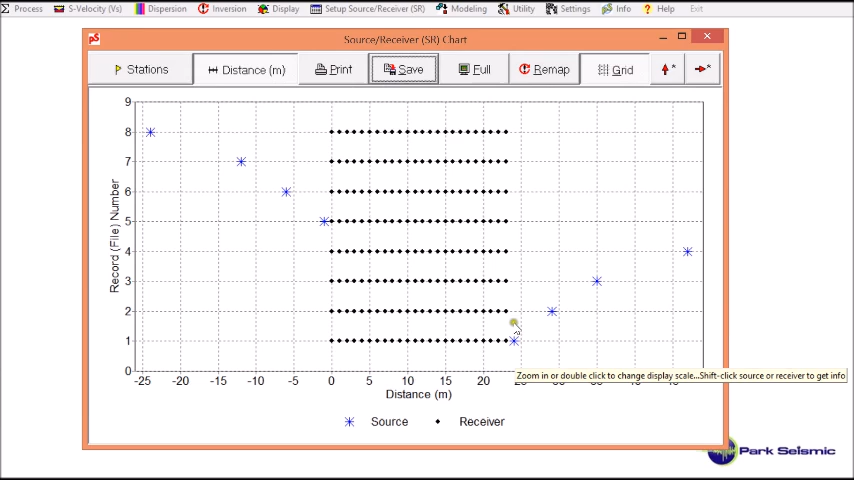 Process S-Velocity (Vs) Dispersion Inversion Display Setup Source/Receiver (SR) Modeling Utility Settings Info Help Exit
pS Source/Receiver (SR) Chart
Stations Distance (m) Print Save Full Remap Grid * *
9
8
7
6
5
4
3
2
1
0
Record (File) Number
-25 -20 -15 -10 -5 0 5 10 15 20
Zoom in or double click to change display scale...Shift-click source or receiver to get info
Distance (m)
Source Receiver
Park Seismic